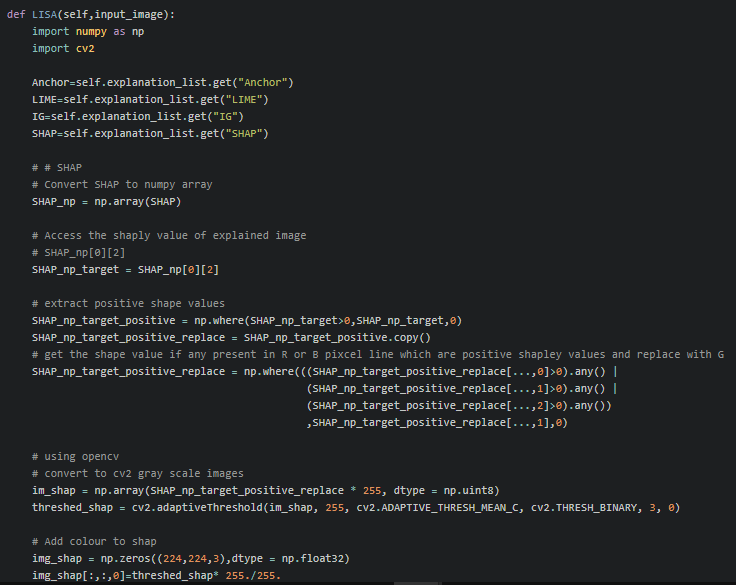 def LISA(self,input_image):
    import numpy as np
    import cv2

    Anchor=self.explanation_list.get("Anchor")
    LIME=self.explanation_list.get("LIME")
    IG=self.explanation_list.get("IG")
    SHAP=self.explanation_list.get("SHAP")

    # # SHAP
    # Convert SHAP to numpy array
    SHAP_np = np.array(SHAP)

    # Access the shaply value of explained image
    # SHAP_np[0][2]
    SHAP_np_target = SHAP_np[0][2]

    # extract positive shape values
    SHAP_np_target_positive = np.where(SHAP_np_target>0,SHAP_np_target,0)
    SHAP_np_target_positive_replace = SHAP_np_target_positive.copy()
    # get the shape value if any present in R or B pixcel line which are positive shapley values and replace with G
    SHAP_np_target_positive_replace = np.where(((SHAP_np_target_positive_replace[...,0]>0).any() |
                                               (SHAP_np_target_positive_replace[...,1]>0).any() |
                                               (SHAP_np_target_positive_replace[...,2]>0).any())
                                               ,SHAP_np_target_positive_replace[...,1],0)

    # using opencv
    # convert to cv2 gray scale images
    im_shap = np.array(SHAP_np_target_positive_replace * 255, dtype = np.uint8)
    threshed_shap = cv2.adaptiveThreshold(im_shap, 255, cv2.ADAPTIVE_THRESH_MEAN_C, cv2.THRESH_BINARY, 3, 0)

    # Add colour to shap
    img_shap = np.zeros((224,224,3),dtype = np.float32)
    img_shap[:,:,0]=threshed_shap* 255./255.